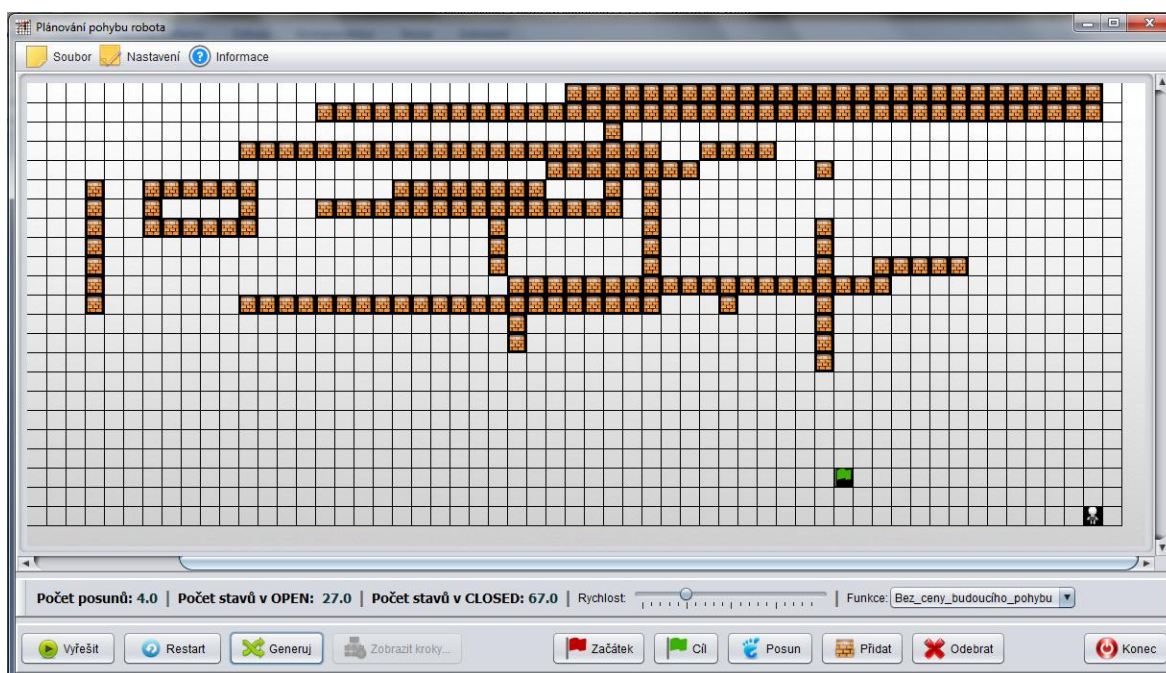 Plánování pohybu robota
Soubor Nastavení ? Informace
Počet posunů: 4.0 | Počet stavů v OPEN: 27.0 | Počet stavů v CLOSED: 67.0 | Rychlost: | Funkce: Bez_ceny_budoucího_pohybu
Vyřešit Restart Generuj Zobrazit kroky... Začátek Cíl Posun Přidat Odebrat Konec